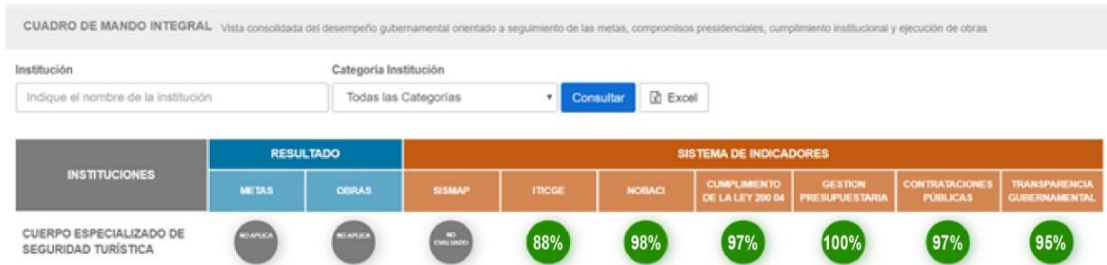 CUADRO DE MANDO INTEGRAL Vista consolidada del desempeño gubernamental orientado a seguimiento de las metas, compromisos presidenciales, cumplimiento institucional y ejecución de obras
Institución Categoría Institución
Indique el nombre de la institución Todas las Categorías Consultar Excel
INSTITUCIONES RESULTADO SISTEMA DE INDICADORES
METAS OBRAS SISMAP ITICGE NOBACI CUMPLIMIENTO DE LA LEY 200 04 GESTION PRESUPUESTARIA CONTRATACIONES PÚBLICAS TRANSPARENCIA GUBERNAMENTAL
CUERPO ESPECIALIZADO DE
SEGURIDAD TURÍSTICA
NO APLICA NO APLICA NO EVALUADO 88% 98% 97% 100% 97% 95%